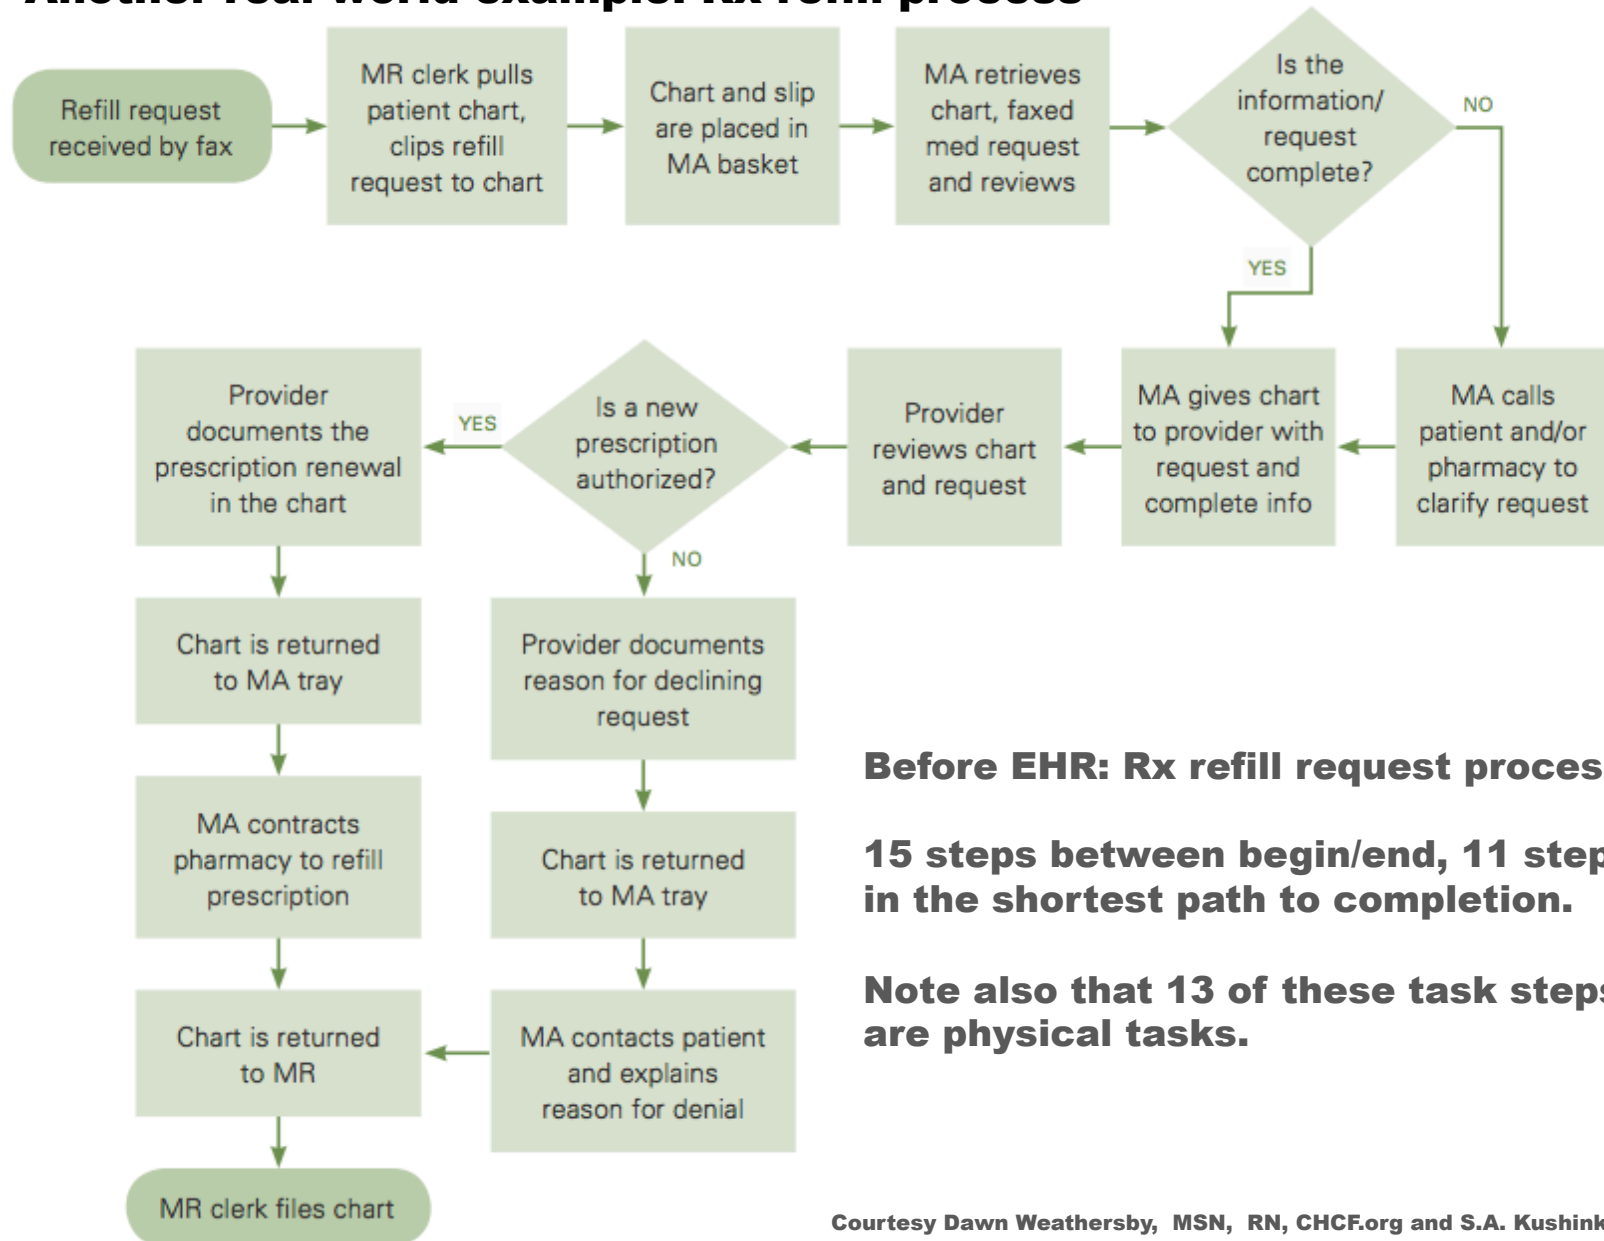 Another real world example: Rx refill process
Refill request
received by fax
MR clerk pulls
patient chart,
clips refill
request to chart
Chart and slip
are placed in
MA basket
MA retrieves
chart, faxed
med request
and reviews
Is the
information/
request
complete?
NO
YES
MA calls
patient and/or
pharmacy to
clarify request
MA gives chart
to provider with
request and
complete info
Provider
reviews chart
and request
Is a new
prescription
authorized?
YES
NO
Provider
documents the
prescription renewal
in the chart
Chart is returned
to MA tray
MA contracts
pharmacy to refill
prescription
Provider documents
reason for declining
request
Chart is returned
to MA tray
MA contacts patient
and explains
reason for denial
Chart is returned
to MR
MR clerk files chart
Before EHR: Rx refill request proces
15 steps between begin/end, 11 step
in the shortest path to completion.
Note also that 13 of these task steps
are physical tasks.
Courtesy Dawn Weathersby, MSN, RN, CHCF.org and S.A. Kushink